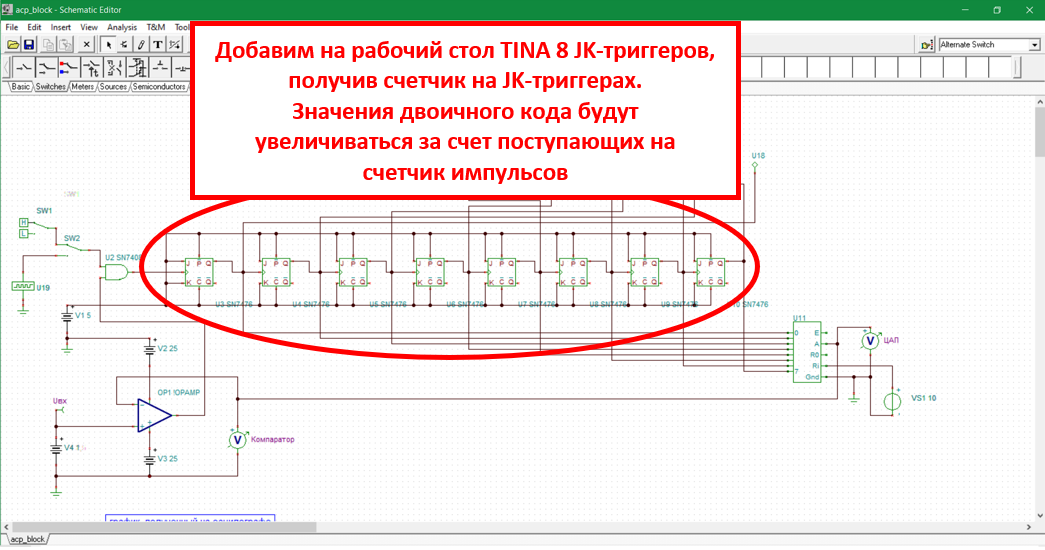 acp_block - Schematic Editor
File Edit Insert View Analysis T&M
Alternate Switch
Basic Switches Meters Sources Semiconductors
Добавим на рабочий стол TINA 8 JK-триггеров,
получив счетчик на JK-триггерах.
Значения двоичного кода будут
увеличиваться за счет поступающих на
счетчик импульсов
U18
SW1
H
L
SW2
U2 SN740
U19
J P Q J P Q J P Q J P Q J P Q J P Q J P Q J P Q
K C Q K C Q K C Q K C Q K C Q K C Q K C Q K C Q
U3 SN7476 U4 SN7476 U5 SN7476 U6 SN7476 U7 SN7476 U8 SN7476 U9 SN7476 SN7476
V1 5
U11
0 E
A
R0
Ri
7 Gnd
V ЦАП
VS1 10
V2 25
OP1 !OPAMP
Uвх
V Компаратор
V4
V3 25
acp_block